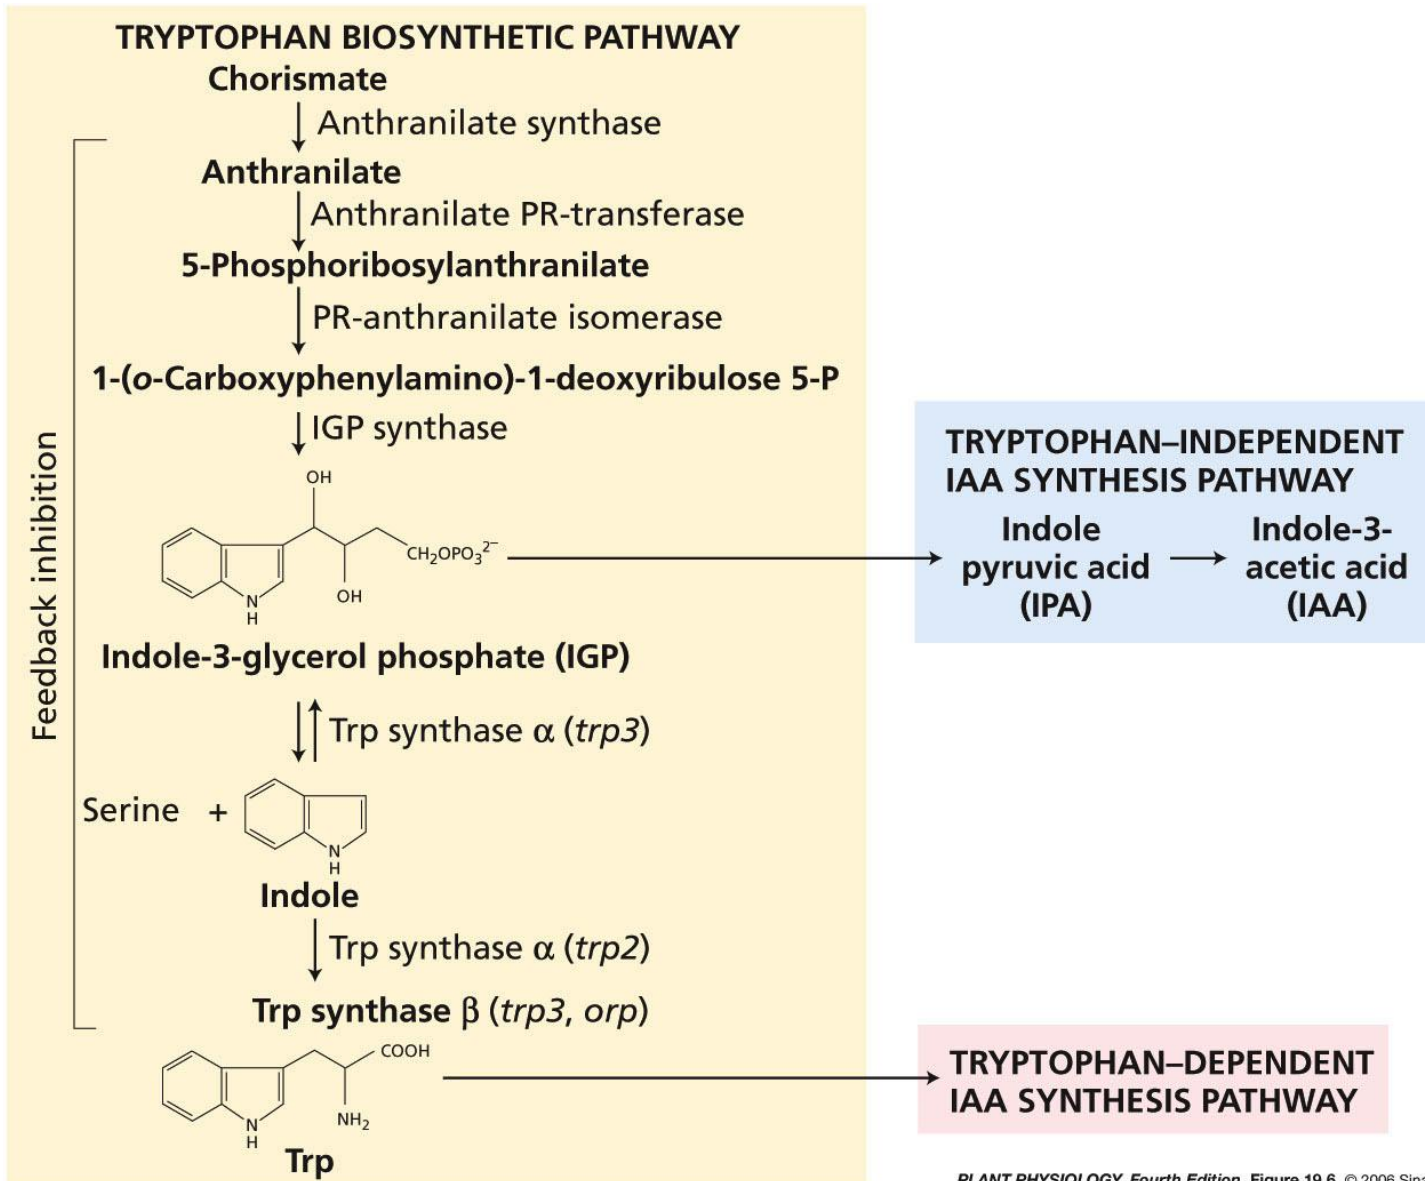 TRYPTOPHAN BIOSYNTHETIC PATHWAY
Chorismate
Anthranilate synthase
Anthranilate
Anthranilate PR-transferase
5-Phosphoribosylanthranilate
PR-anthranilate isomerase
1-(o-Carboxyphenylamino)-1-deoxyribulose 5-P
IGP synthase
OH
CH₂OPO₃²⁻
OH
N
H
Indole-3-glycerol phosphate (IGP)
Trp synthase α (trp3)
Serine +
N
H
Indole
Trp synthase α (trp2)
Trp synthase β (trp3, orp)
COOH
NH₂
N
H
Trp
Feedback inhibition
TRYPTOPHAN–INDEPENDENT
IAA SYNTHESIS PATHWAY
Indole
pyruvic acid
(IPA)
Indole-3-
acetic acid
(IAA)
TRYPTOPHAN–DEPENDENT
IAA SYNTHESIS PATHWAY
PLANT PHYSIOLOGY, Fourth Edition, Figure 19.6 © 2006